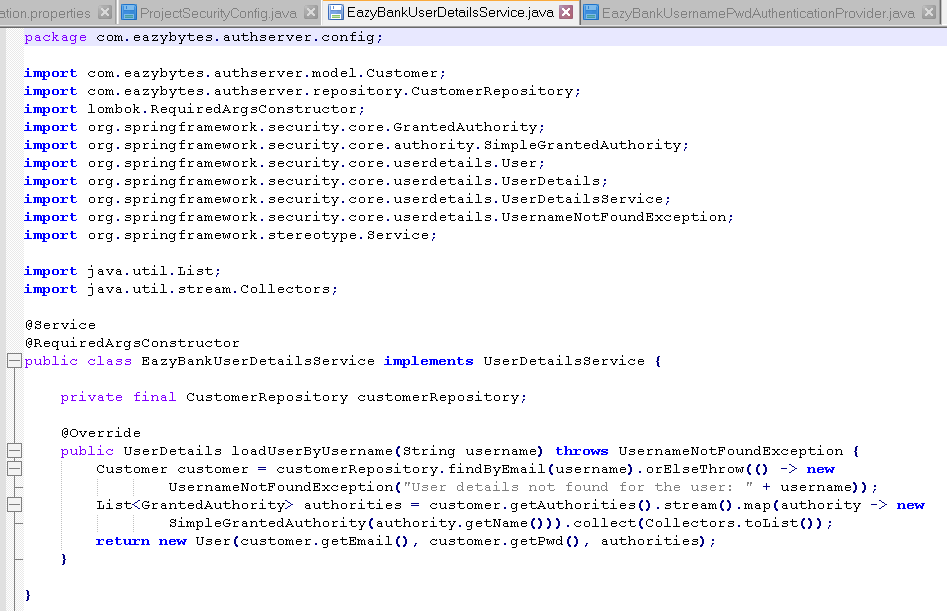 ation.properties ProjectSecurityConfig.java EazyBankUserDetailsService.java EazyBankUsernamePwdAuthenticationProvider.java
package com.eazybytes.authserver.config;
import com.eazybytes.authserver.model.Customer;
import com.eazybytes.authserver.repository.CustomerRepository;
import lombok.RequiredArgsConstructor;
import org.springframework.security.core.GrantedAuthority;
import org.springframework.security.core.authority.SimpleGrantedAuthority;
import org.springframework.security.core.userdetails.User;
import org.springframework.security.core.userdetails.UserDetails;
import org.springframework.security.core.userdetails.UserDetailsService;
import org.springframework.security.core.userdetails.UsernameNotFoundException;
import org.springframework.stereotype.Service;
import java.util.List;
import java.util.stream.Collectors;
@Service
@RequiredArgsConstructor
public class EazyBankUserDetailsService implements UserDetailsService {
private final CustomerRepository customerRepository;
@Override
public UserDetails loadUserByUsername(String username) throws UsernameNotFoundException {
Customer customer = customerRepository.findByEmail(username).orElseThrow(() -> new
UsernameNotFoundException("User details not found for the user: " + username));
List<GrantedAuthority> authorities = customer.getAuthorities().stream().map(authority -> new
SimpleGrantedAuthority(authority.getName())).collect(Collectors.toList());
return new User(customer.getEmail(), customer.getPwd(), authorities);
}
}